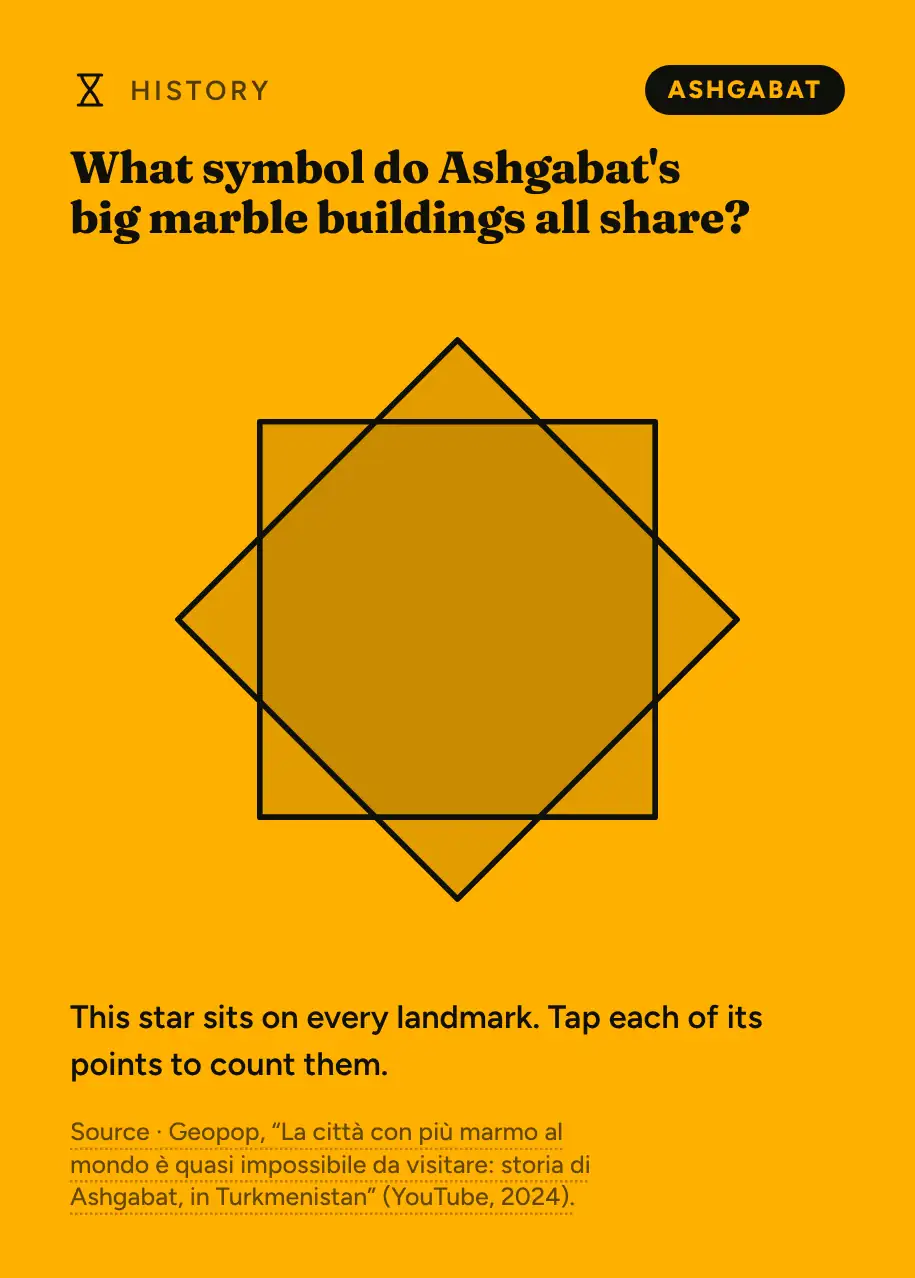 HISTORY
ASHGABAT
What symbol do Ashgabat's
big marble buildings all share?
This star sits on every landmark. Tap each of its
points to count them.
Source · Geopop, “La città con più marmo al
mondo è quasi impossibile da visitare: storia di
Ashgabat, in Turkmenistan” (YouTube, 2024).